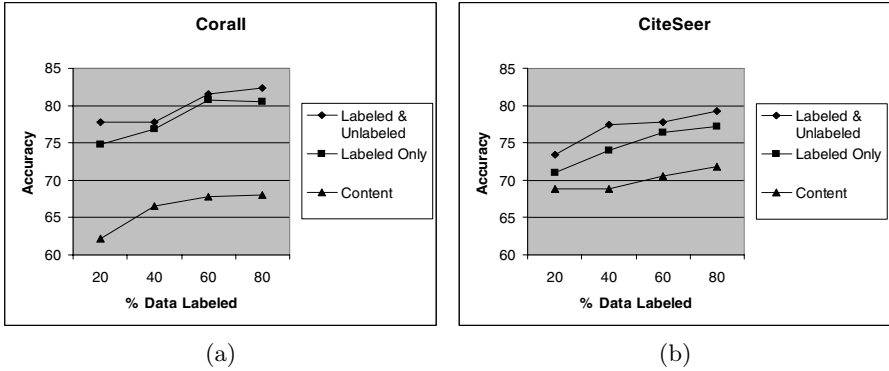 CoraII
85
80
75
70
65
60
Accuracy
20 40 60 80
% Data Labeled
Labeled &
Unlabeled
Labeled Only
Content
(a)
CiteSeer
85
80
75
70
65
60
Accuracy
20 40 60 80
% Data Labeled
Labeled &
Unlabeled
Labeled Only
Content
(b)